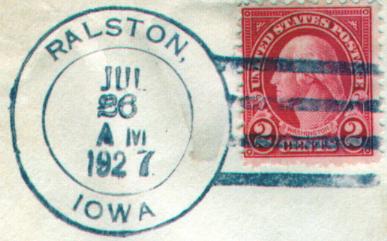 RALSTON,
JUL
26
A M
1927
IOWA
UNITED STATES POSTAGE
WASHINGTON
2 CENTS 2